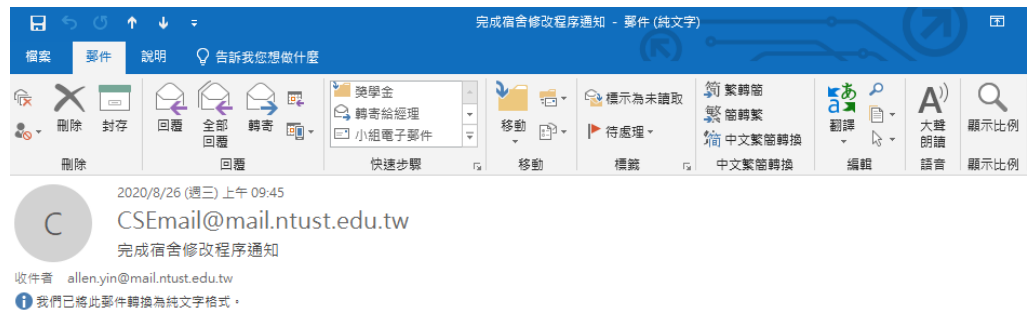 完成宿舍修改程序通知 - 郵件 (純文字)
檔案 郵件 說明 告訴我您想做什麼
刪除 封存 回覆 全部回覆 轉寄
獎學金
轉寄給經理
小組電子郵件
移動
標示為未讀取
待處理
简 繁轉簡
繁 簡轉繁
简 中文繁簡轉換
あ
a
翻譯
A
大聲朗讀
顯示比例
刪除 回覆 快速步驟 移動 標籤 中文繁簡轉換 編輯 語音 顯示比例
2020/8/26 (週三) 上午 09:45
C
CSEmail@mail.ntust.edu.tw
完成宿舍修改程序通知
收件者 allen.yin@mail.ntust.edu.tw
我們已將此郵件轉換為純文字格式。